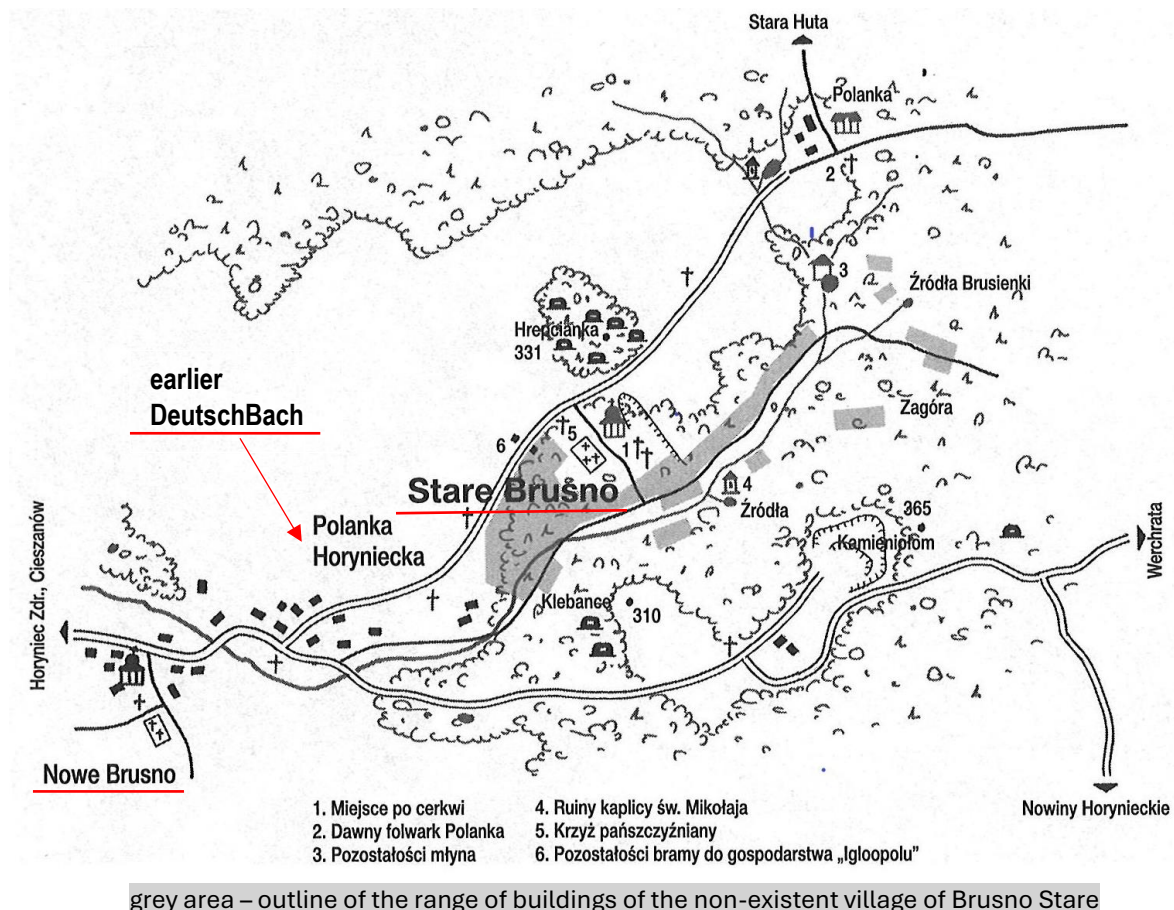 Stara Huta
Polanka
2
3
Źródła Brusienki
Hrepcianka
331
earlier
DeutschBach
Zagóra
6
5
1
Stare Brusno
4
Źródła
365
Kamieniołom
Polanka
Horyniecka
Werchrata
Horyniec Zdr., Cieszanów
Klebance
310
Nowe Brusno
Nowiny Horynieckie
1. Miejsce po cerkwi
2. Dawny folwark Polanka
3. Pozostałości młyna
4. Ruiny kaplicy św. Mikołaja
5. Krzyż pańszczyźniany
6. Pozostałości bramy do gospodarstwa „Igloopolu”
grey area – outline of the range of buildings of the non-existent village of Brusno Stare